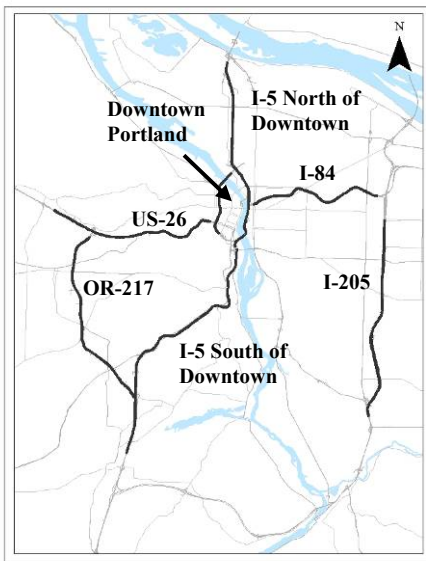 N
I-5 North of
Downtown
Downtown
Portland
I-84
US-26
OR-217
I-205
I-5 South of
Downtown